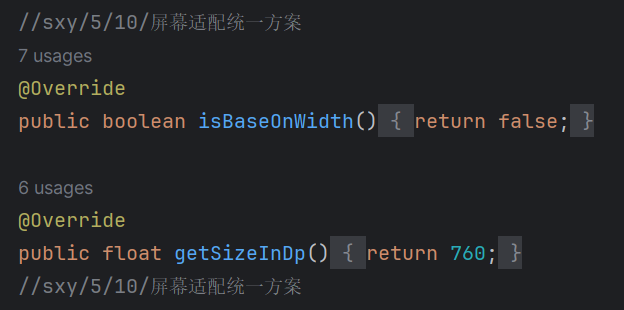 //sxy/5/10/屏幕适配统一方案
7 usages
@Override
public boolean isBaseOnWidth() { return false; }
6 usages
@Override
public float getSizeInDp() { return 760; }
//sxy/5/10/屏幕适配统一方案